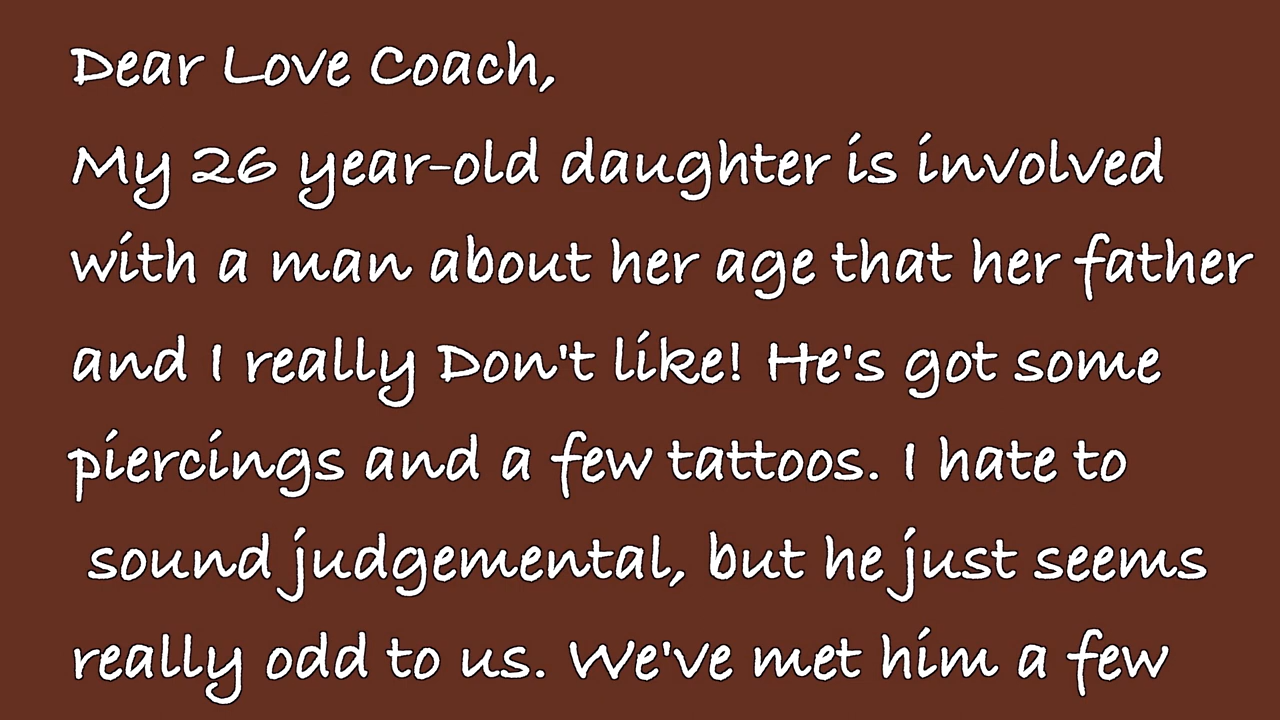 Dear Love Coach,
My 26 year-old daughter is involved
with a man about her age that her father
and I really Don't like! He's got some
piercings and a few tattoos. I hate to
sound judgemental, but he just seems
really odd to us. We've met him a few